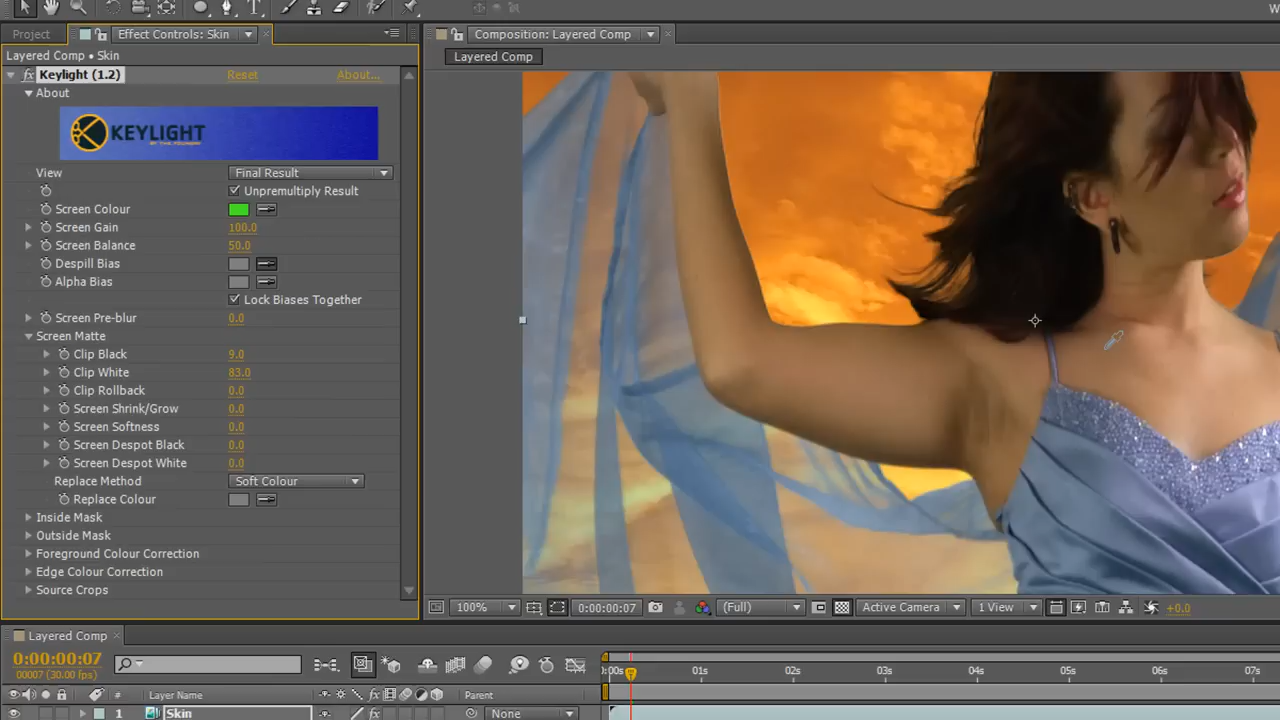 Project
Effect Controls: Skin
Layered Comp • Skin
Keylight (1.2)
Reset
About...
About
KEYLIGHT
BY THE FOUNDRY
View
Final Result
Unpremultiply Result
Screen Colour
Screen Gain
100.0
Screen Balance
50.0
Despill Bias
Alpha Bias
Lock Biases Together
Screen Pre-blur
0.0
Screen Matte
Clip Black
9.0
Clip White
83.0
Clip Rollback
0.0
Screen Shrink/Grow
0.0
Screen Softness
0.0
Screen Despot Black
0.0
Screen Despot White
0.0
Replace Method
Soft Colour
Replace Colour
Inside Mask
Outside Mask
Foreground Colour Correction
Edge Colour Correction
Source Crops
Composition: Layered Comp
Layered Comp
W
100%
0:00:00:07
(Full)
Active Camera
1 View
+0.0
Layered Comp
0:00:00:07
00007 (30.00 fps)
:00s 01s 02s 03s 04s 05s 06s 07s
# Layer Name
Parent
1 Skin
None